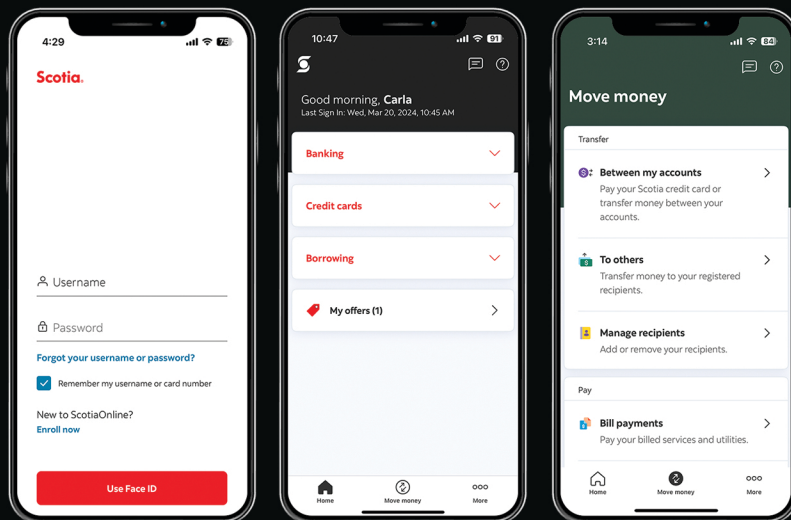 4:29
75
Scotia.
Username
Password
Forgot your username or password?
Remember my username or card number
New to ScotiaOnline?
Enroll now
Use Face ID
10:47
91
Good morning, Carla
Last Sign In: Wed, Mar 20, 2024, 10:45 AM
Banking
Credit cards
Borrowing
My offers (1)
Home
Move money
More
3:14
84
Move money
Transfer
Between my accounts
Pay your Scotia credit card or
transfer money between your
accounts.
To others
Transfer money to your registered
recipients.
Manage recipients
Add or remove your recipients.
Pay
Bill payments
Pay your billed services and utilities.
Home
Move money
More